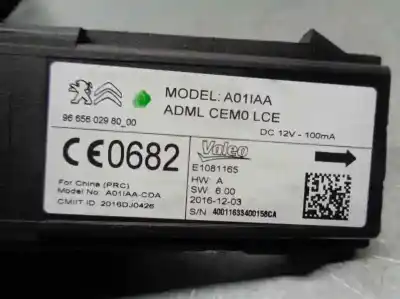 MODEL: A01IAA
ADML CEM0 LCE
96 656 029 80_00
DC 12V - 100mA
CE0682
Valeo
E1081165
HW: A
SW: 6.00
2016-12-03
S/N 40011633400158CA
For China (PRC)
Model No: A01IAA-CDA
CMIIT ID: 2016DJ0426